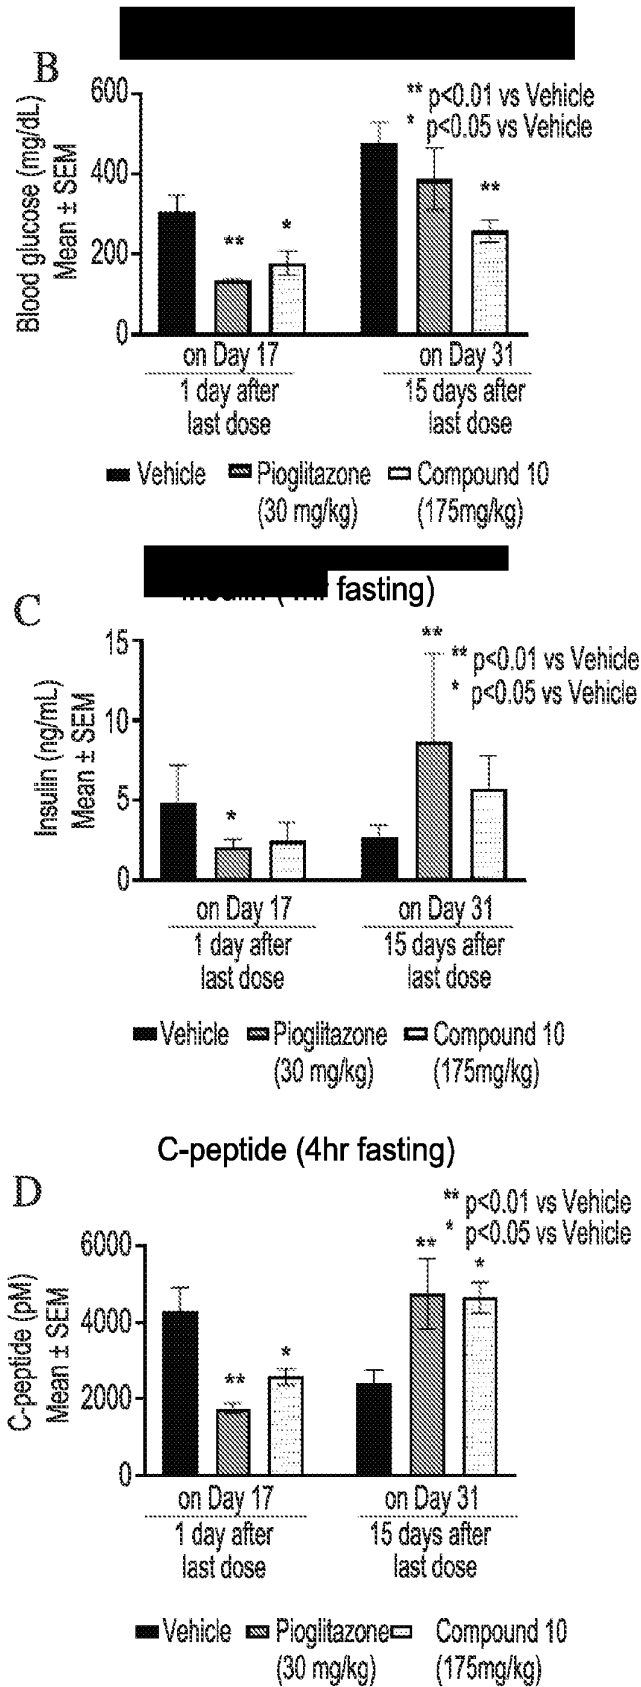 B
Blood glucose (mg/dL)
Mean ± SEM
600
400
200
0
** p<0.01 vs Vehicle
* p<0.05 vs Vehicle
**
*
**
on Day 17
on Day 31
1 day after
last dose
15 days after
last dose
Vehicle
Pioglitazone
(30 mg/kg)
Compound 10
(175mg/kg)
C
fasting)
Insulin (ng/mL)
Mean ± SEM
15
10
5
0
**
** p<0.01 vs Vehicle
* p<0.05 vs Vehicle
*
on Day 17
on Day 31
1 day after
last dose
15 days after
last dose
Vehicle
Pioglitazone
(30 mg/kg)
Compound 10
(175mg/kg)
C-peptide (4hr fasting)
D
C-peptide (pM)
Mean ± SEM
6000
4000
2000
0
** p<0.01 vs Vehicle
* p<0.05 vs Vehicle
**
*
**
*
on Day 17
on Day 31
1 day after
last dose
15 days after
last dose
Vehicle
Pioglitazone
(30 mg/kg)
Compound 10
(175mg/kg)